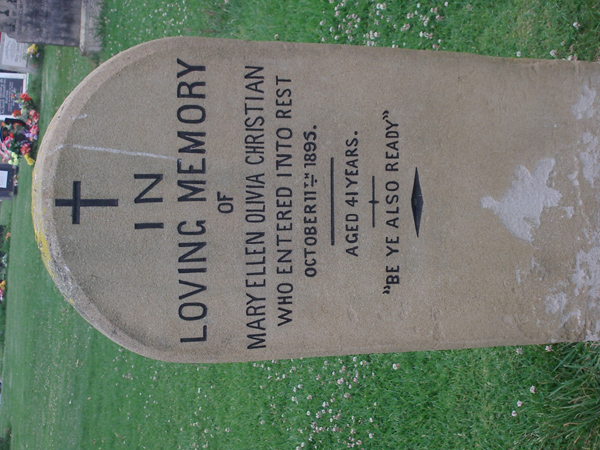 IN
LOVING MEMORY
OF
MARY ELLEN OLIVIA CHRISTIAN
WHO ENTERED INTO REST
OCTOBER 11TH 1895.
AGED 41 YEARS.
"BE YE ALSO READY"